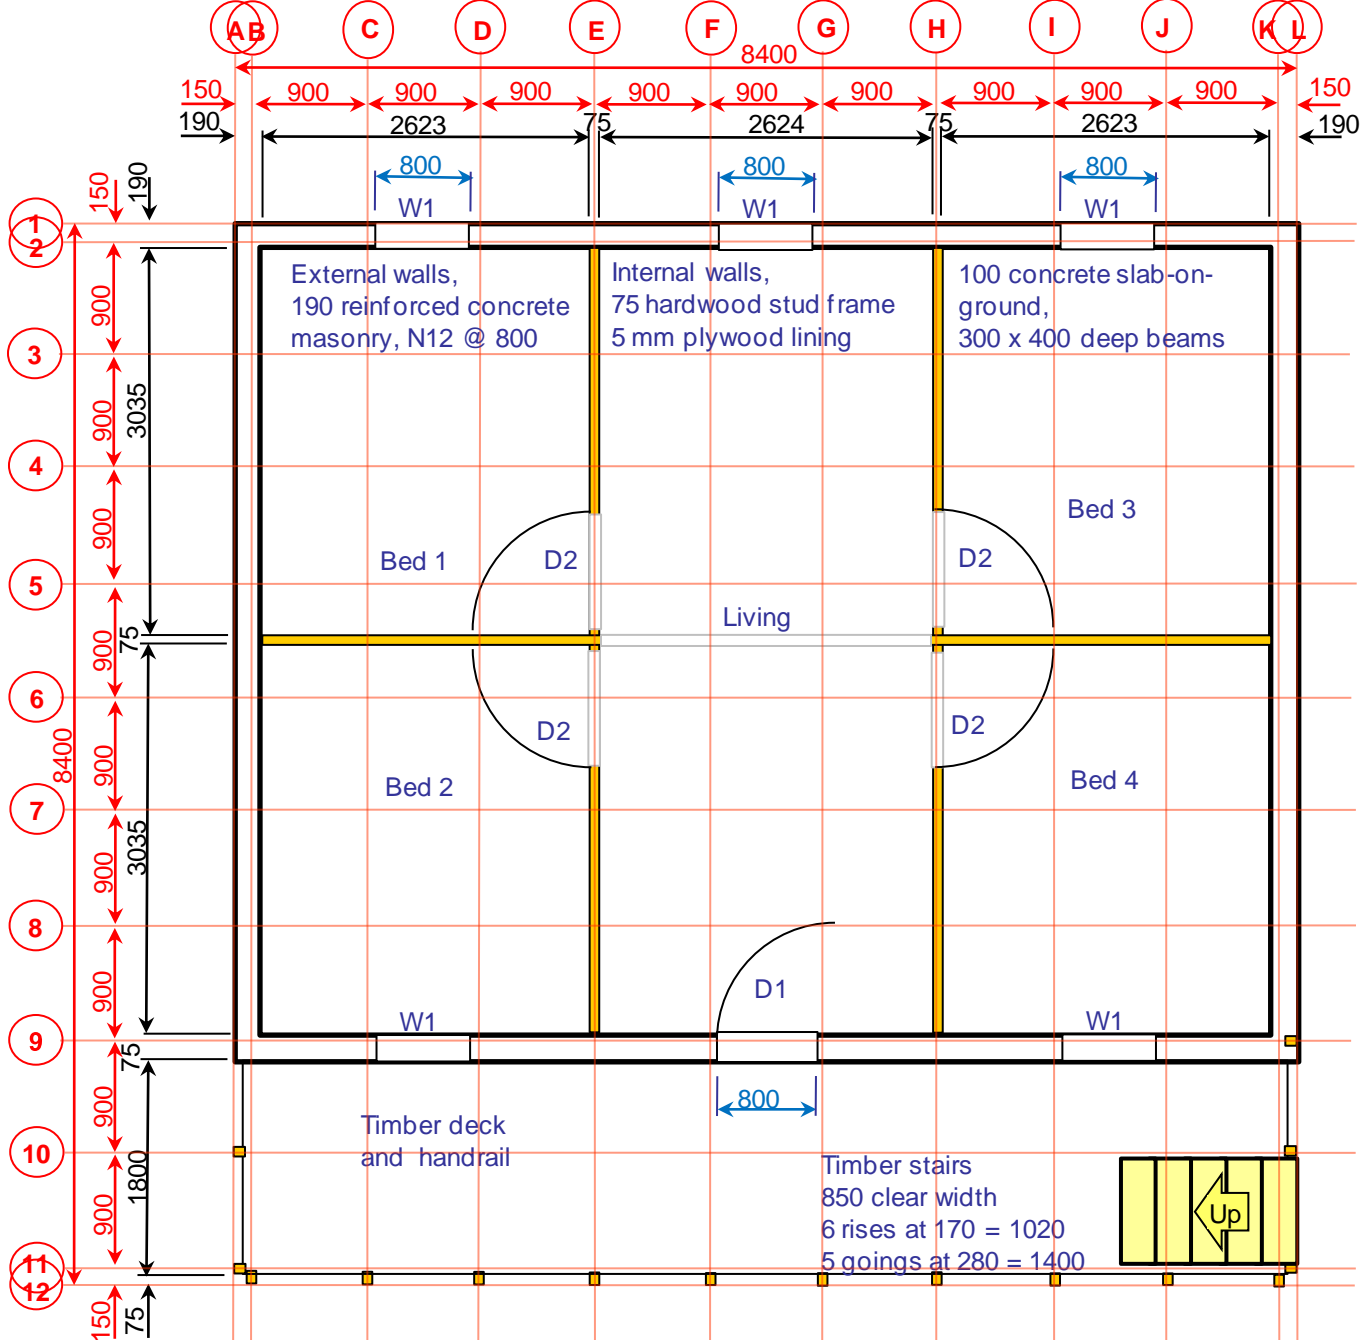 A B C D E F G H I J K L
8400
150 900 900 900 900 900 900 900 900 900 150
190 2623 75 2624 75 2623 190
800 800 800
W1 W1 W1
150 190
1
2
External walls,
190 reinforced concrete
masonry, N12 @ 800
Internal walls,
75 hardwood stud frame
5 mm plywood lining
100 concrete slab-on-
ground,
300 x 400 deep beams
900
3
900
3035
4
900
Bed 3
Bed 1
D2
D2
5
Living
75
900
6
D2
D2
8400
900
Bed 2
Bed 4
7
900
3035
8
900
D1
W1
W1
9
75
800
900
Timber deck
and handrail
10
1800
900
Timber stairs
850 clear width
6 rises at 170 = 1020
5 goings at 280 = 1400
Up
11
12
150 75